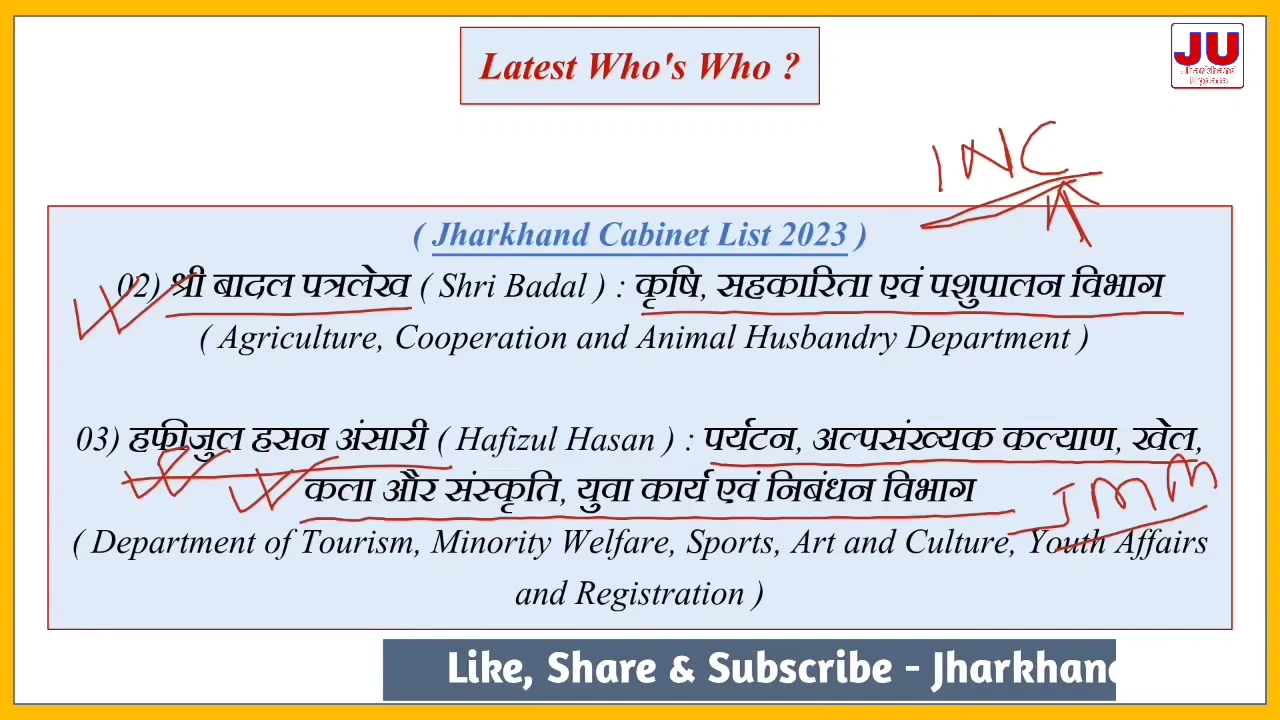 Latest Who's Who ?
JU
Jharkhand
Update
INC
( Jharkhand Cabinet List 2023 )
02) श्री बादल पत्रलेख ( Shri Badal ) : कृषि, सहकारिता एवं पशुपालन विभाग
( Agriculture, Cooperation and Animal Husbandry Department )
03) हफीजुल हसन अंसारी ( Hafizul Hasan ) : पर्यटन, अल्पसंख्यक कल्याण, खेल,
कला और संस्कृति, युवा कार्य एवं निबंधन विभाग
JMM
( Department of Tourism, Minority Welfare, Sports, Art and Culture, Youth Affairs
and Registration )
Like, Share & Subscribe - Jharkhand